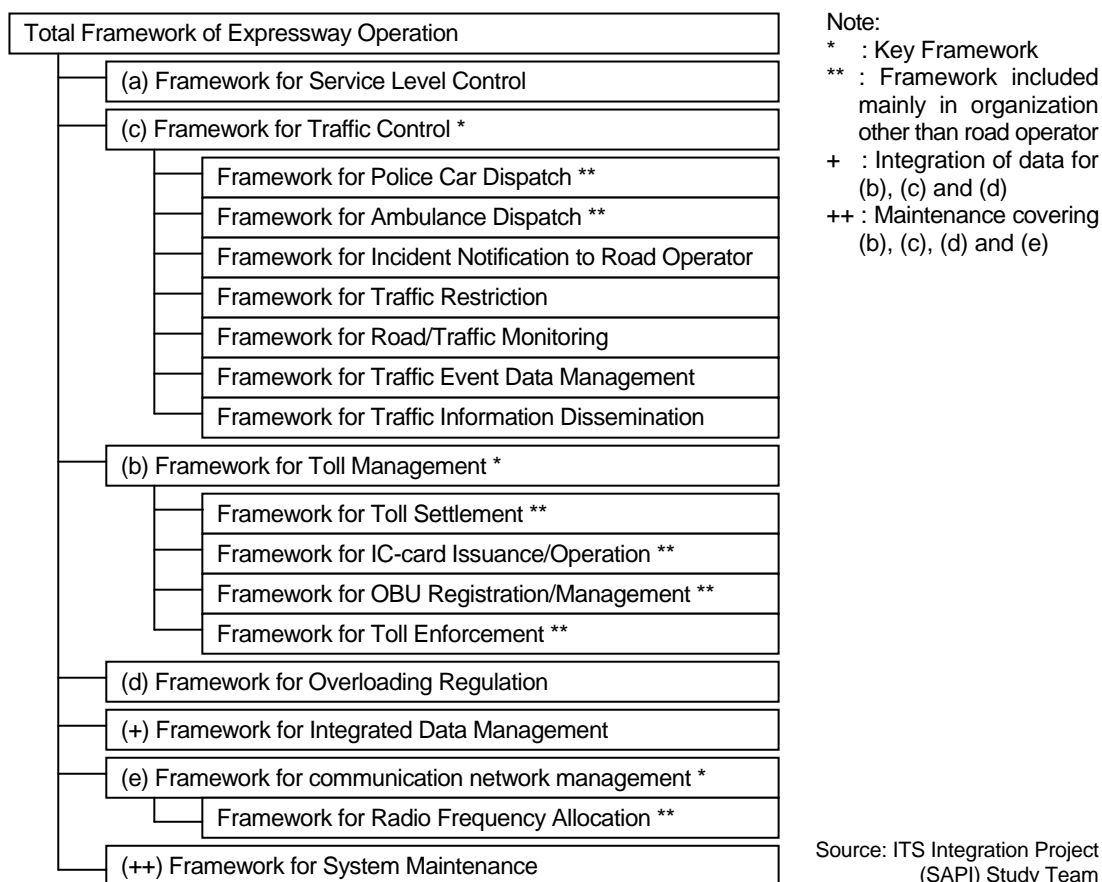 Total Framework of Expressway Operation
(a) Framework for Service Level Control
(c) Framework for Traffic Control *
Framework for Police Car Dispatch **
Framework for Ambulance Dispatch **
Framework for Incident Notification to Road Operator
Framework for Traffic Restriction
Framework for Road/Traffic Monitoring
Framework for Traffic Event Data Management
Framework for Traffic Information Dissemination
(b) Framework for Toll Management *
Framework for Toll Settlement **
Framework for IC-card Issuance/Operation **
Framework for OBU Registration/Management **
Framework for Toll Enforcement **
(d) Framework for Overloading Regulation
(+) Framework for Integrated Data Management
(e) Framework for communication network management *
Framework for Radio Frequency Allocation **
(++) Framework for System Maintenance
Note:
* : Key Framework
** : Framework included
mainly in organization
other than road operator
+ : Integration of data for
(b), (c) and (d)
++ : Maintenance covering
(b), (c), (d) and (e)
Source: ITS Integration Project
(SAPI) Study Team